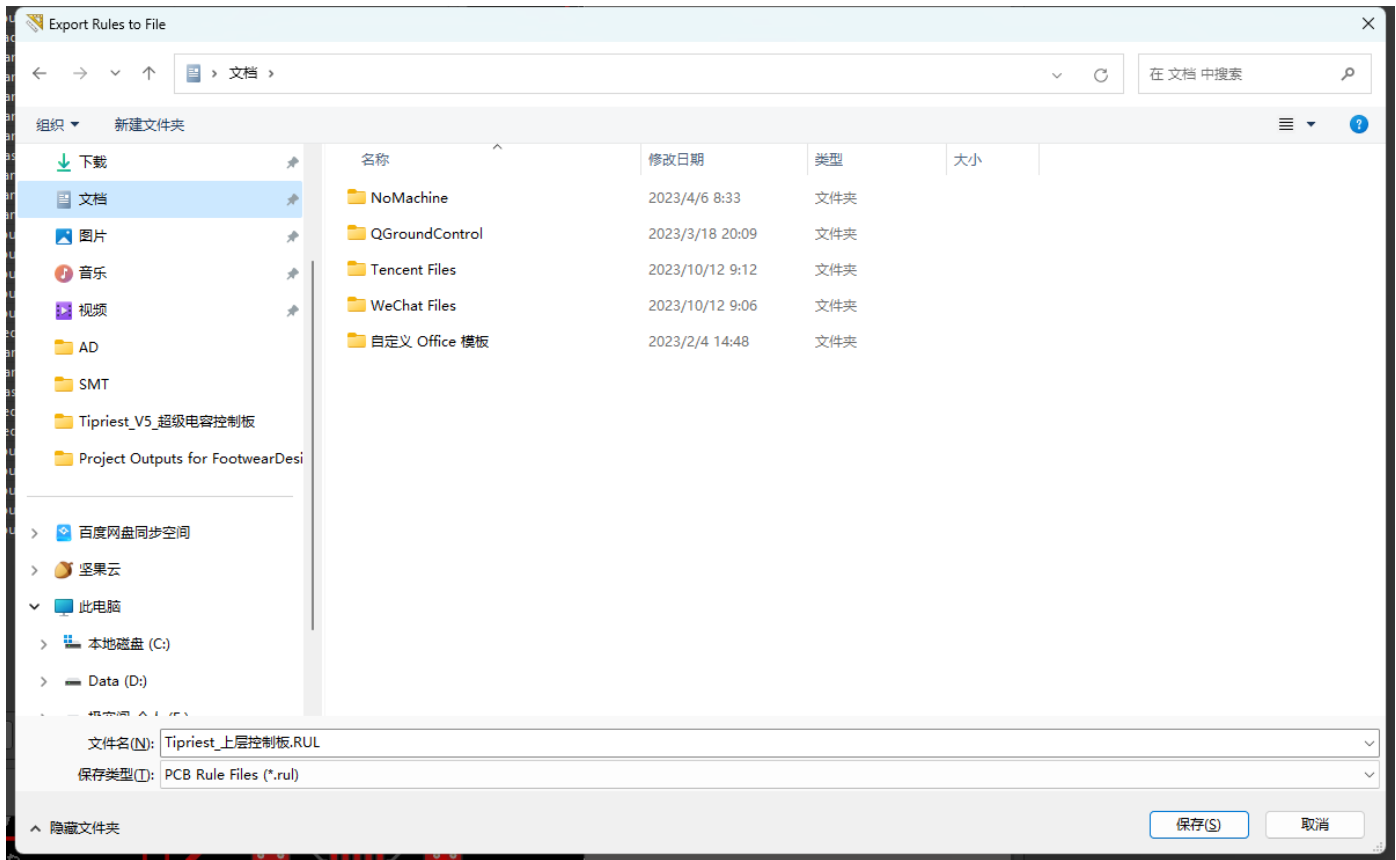 Export Rules to File
文档
在 文档 中搜索
组织
新建文件夹
名称 修改日期 类型 大小
下载
文档
图片
音乐
视频
AD
SMT
Tipriest_V5_超级电容控制板
Project Outputs for FootwearDesi
百度网盘同步空间
坚果云
此电脑
本地磁盘 (C:)
Data (D:)
NoMachine 2023/4/6 8:33 文件夹
QGroundControl 2023/3/18 20:09 文件夹
Tencent Files 2023/10/12 9:12 文件夹
WeChat Files 2023/10/12 9:06 文件夹
自定义 Office 模板 2023/2/4 14:48 文件夹
文件名(N): Tipriest_上层控制板.RUL
保存类型(T): PCB Rule Files (*.rul)
隐藏文件夹
保存(S) 取消